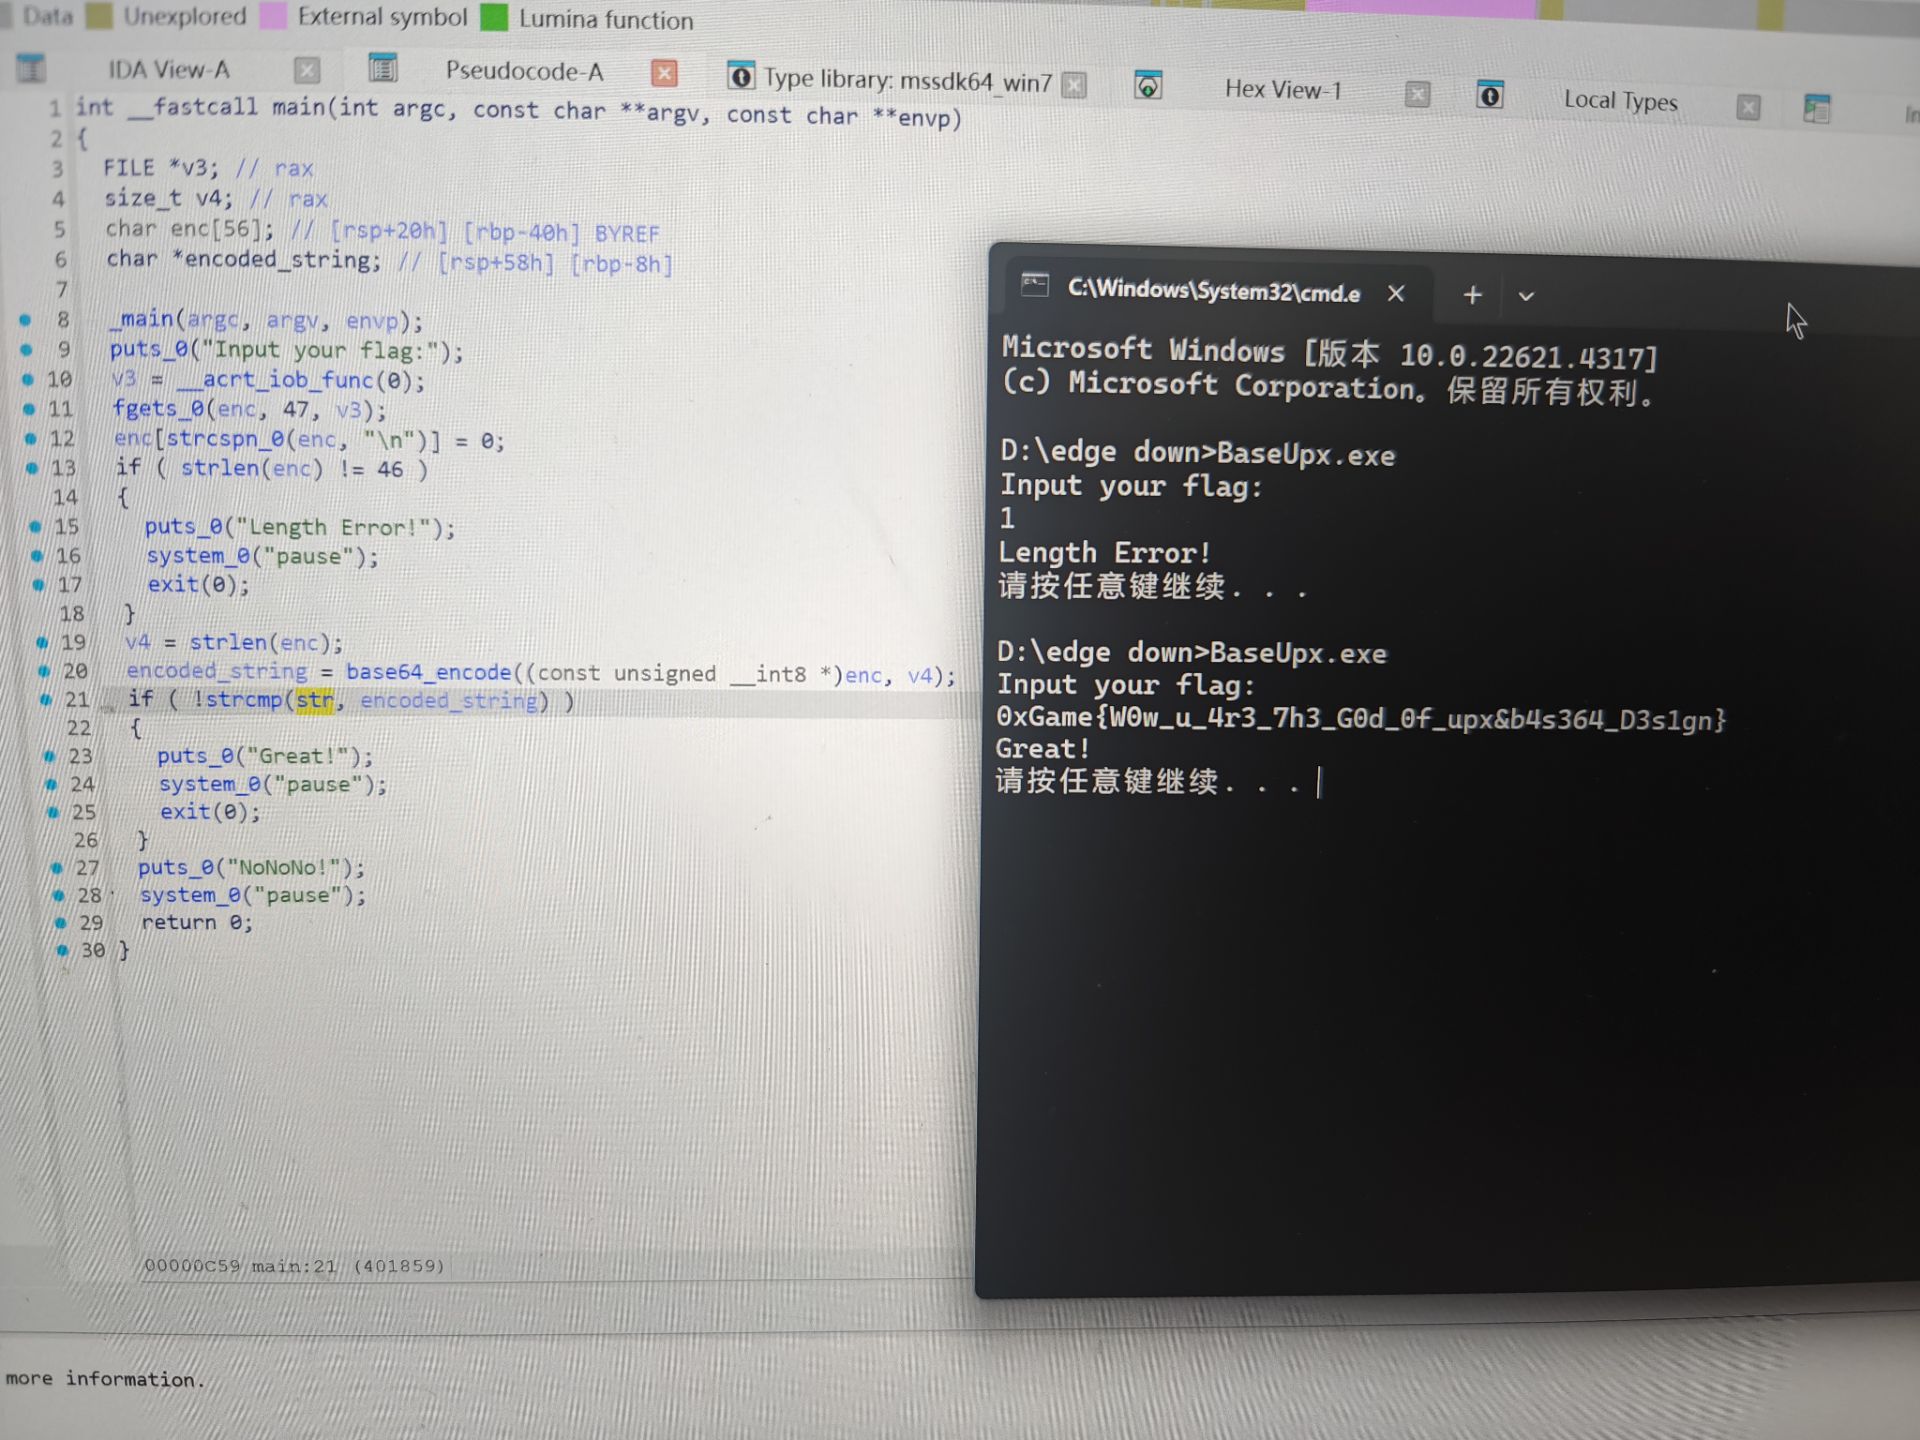 Data Unexplored External symbol Lumina function
IDA View-A Pseudocode-A Type library: mssdk64_win7 Hex View-1 Local Types
1 int __fastcall main(int argc, const char **argv, const char **envp)
2 {
3 FILE *v3; // rax
4 size_t v4; // rax
5 char enc[56]; // [rsp+20h] [rbp-40h] BYREF
6 char *encoded_string; // [rsp+58h] [rbp-8h]
7
8 _main(argc, argv, envp);
9 puts_0("Input your flag:");
10 v3 = __acrt_iob_func(0);
11 fgets_0(enc, 47, v3);
12 enc[strcspn_0(enc, "\n")] = 0;
13 if ( strlen(enc) != 46 )
14 {
15 puts_0("Length Error!");
16 system_0("pause");
17 exit(0);
18 }
19 v4 = strlen(enc);
20 encoded_string = base64_encode((const unsigned __int8 *)enc, v4);
21 if ( !strcmp(str, encoded_string) )
22 {
23 puts_0("Great!");
24 system_0("pause");
25 exit(0);
26 }
27 puts_0("NoNoNo!");
28 system_0("pause");
29 return 0;
30 }
00000C59 main:21 (401859)
more information.
C:\Windows\System32\cmd.e
Microsoft Windows [版本 10.0.22621.4317]
(c) Microsoft Corporation。保留所有权利。
D:\edge down>BaseUpx.exe
Input your flag:
1
Length Error!
请按任意键继续. . .
D:\edge down>BaseUpx.exe
Input your flag:
0xGame{W0w_u_4r3_7h3_G0d_0f_upx&b4s364_D3s1gn}
Great!
请按任意键继续. . .